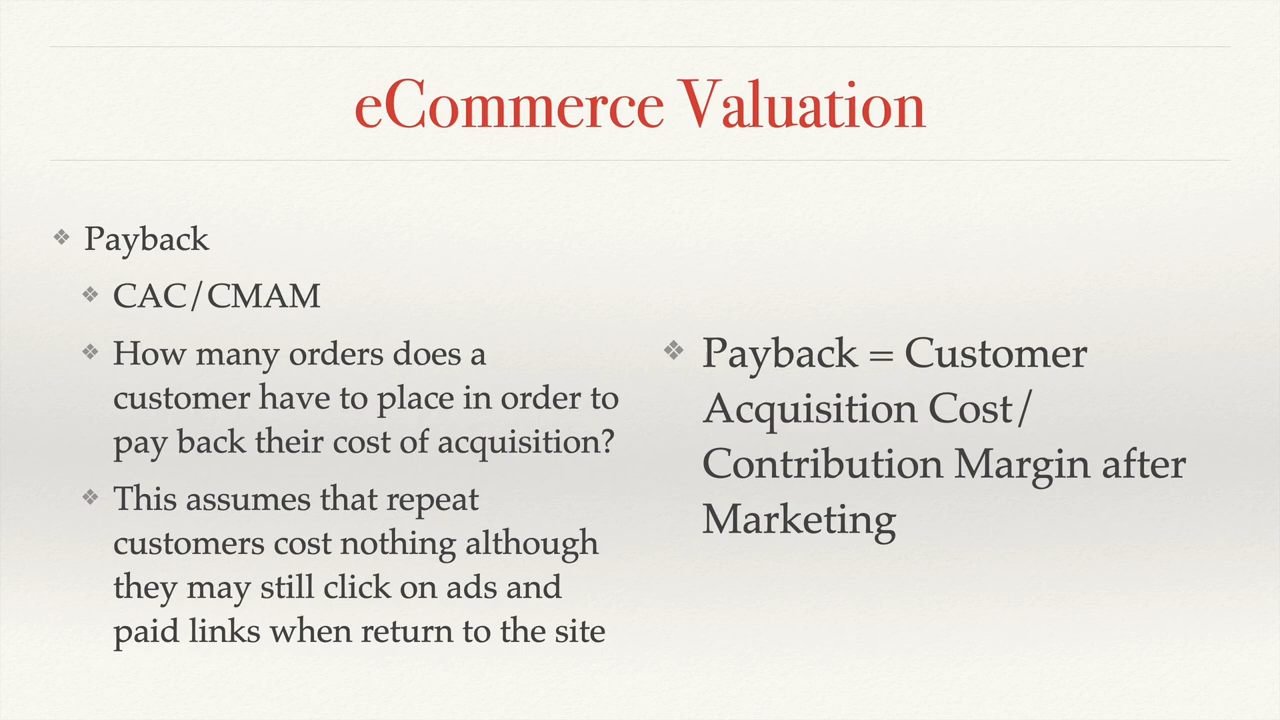 eCommerce Valuation
❖ Payback
❖ CAC/CMAM
❖ How many orders does a
customer have to place in order to
pay back their cost of acquisition?
❖ This assumes that repeat
customers cost nothing although
they may still click on ads and
paid links when return to the site
❖ Payback = Customer
Acquisition Cost/
Contribution Margin after
Marketing